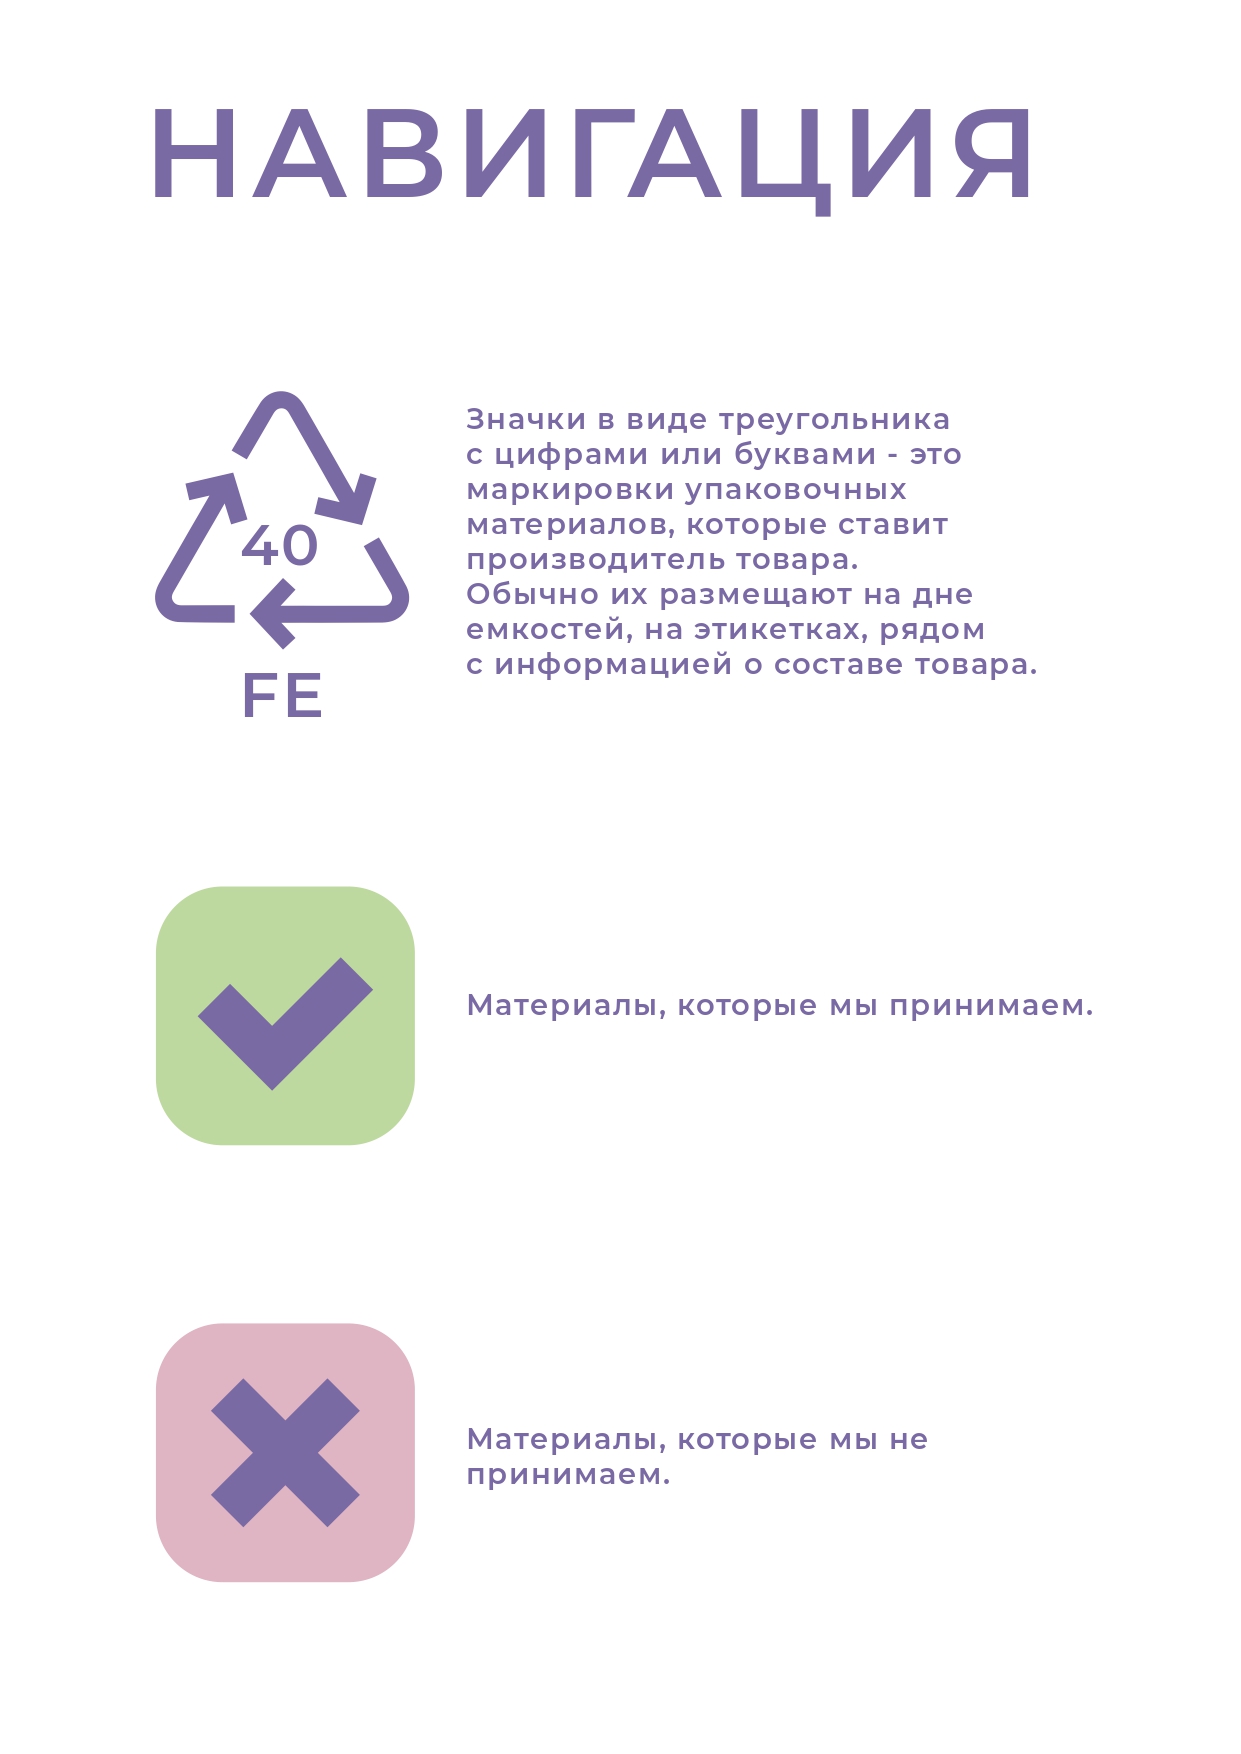 НАВИГАЦИЯ
40
FE
Значки в виде треугольника
с цифрами или буквами - это
маркировки упаковочных
материалов, которые ставит
производитель товара.
Обычно их размещают на дне
емкостей, на этикетках, рядом
с информацией о составе товара.
Материалы, которые мы принимаем.
Материалы, которые мы не
принимаем.